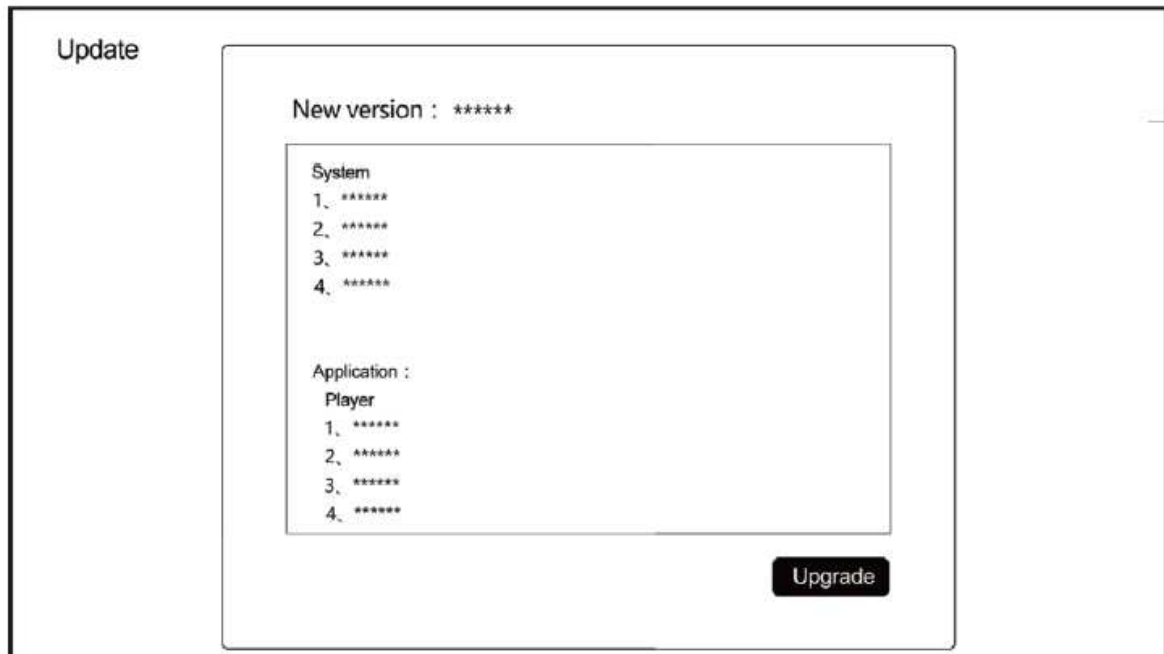 Update
New version： ******
System
1、******
2、******
3、******
4、******
Application：
Player
1、******
2、******
3、******
4、******
Upgrade